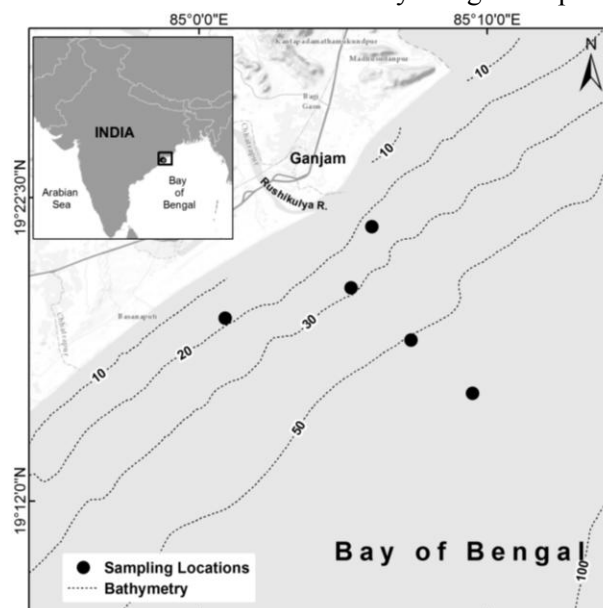 85°0'0"E
85°10'0"E
N
INDIA
Arabian
Sea
Bay
of
Bengal
10
10
Ganjam
Rushikulya R.
19°22'30"N
10
20
30
50
100
19°12'0"N
Bay of Bengal
Sampling Locations
Bathymetry